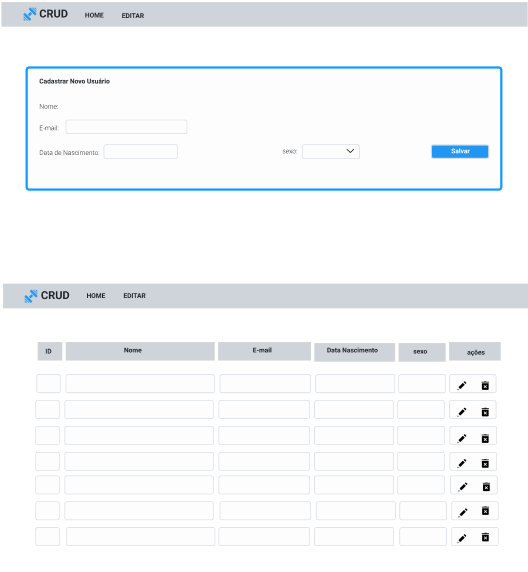 CRUD HOME EDITAR
Cadastrar Novo Usuário
Nome:
E-mail:
Data de Nascimento: sexo: Salvar
CRUD HOME EDITAR
ID Nome E-mail Data Nascimento sexo ações